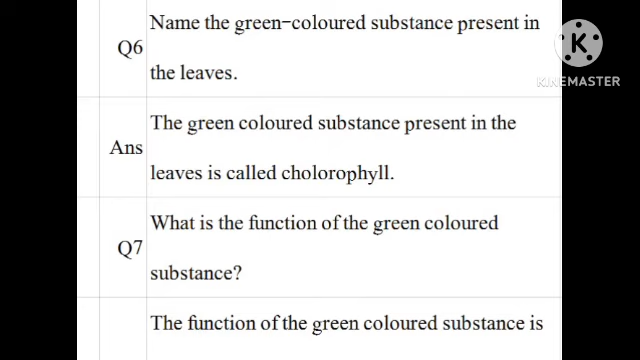 Name the green-coloured substance present in
Q6
the leaves.
K
KINEMASTER
The green coloured substance present in the
Ans
leaves is called cholorophyll.
What is the function of the green coloured
Q7
substance?
The function of the green coloured substance is